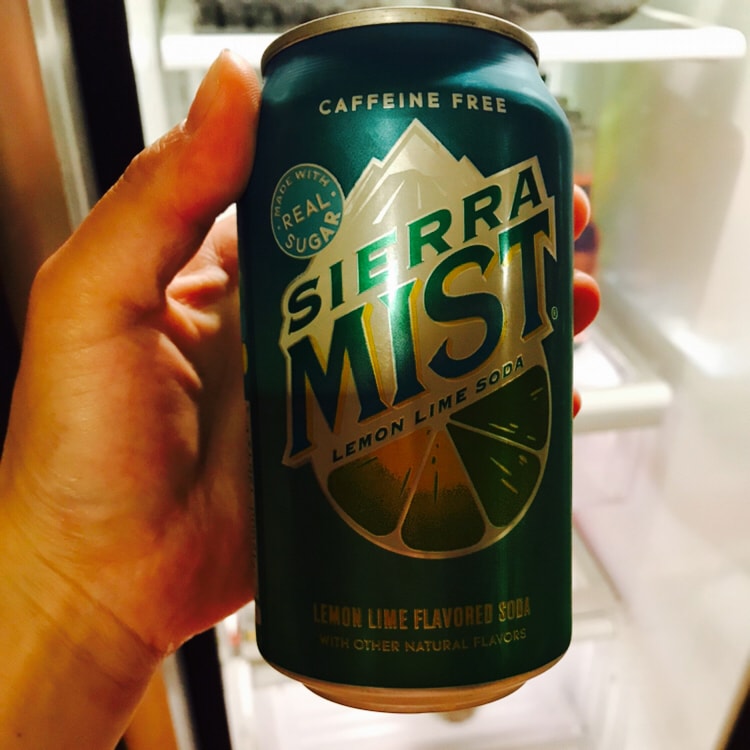 CAFFEINE FREE
MADE WITH
REAL
SUGAR
SIERRA
MIST®
LEMON LIME SODA
LEMON LIME FLAVORED SODA
WITH OTHER NATURAL FLAVORS